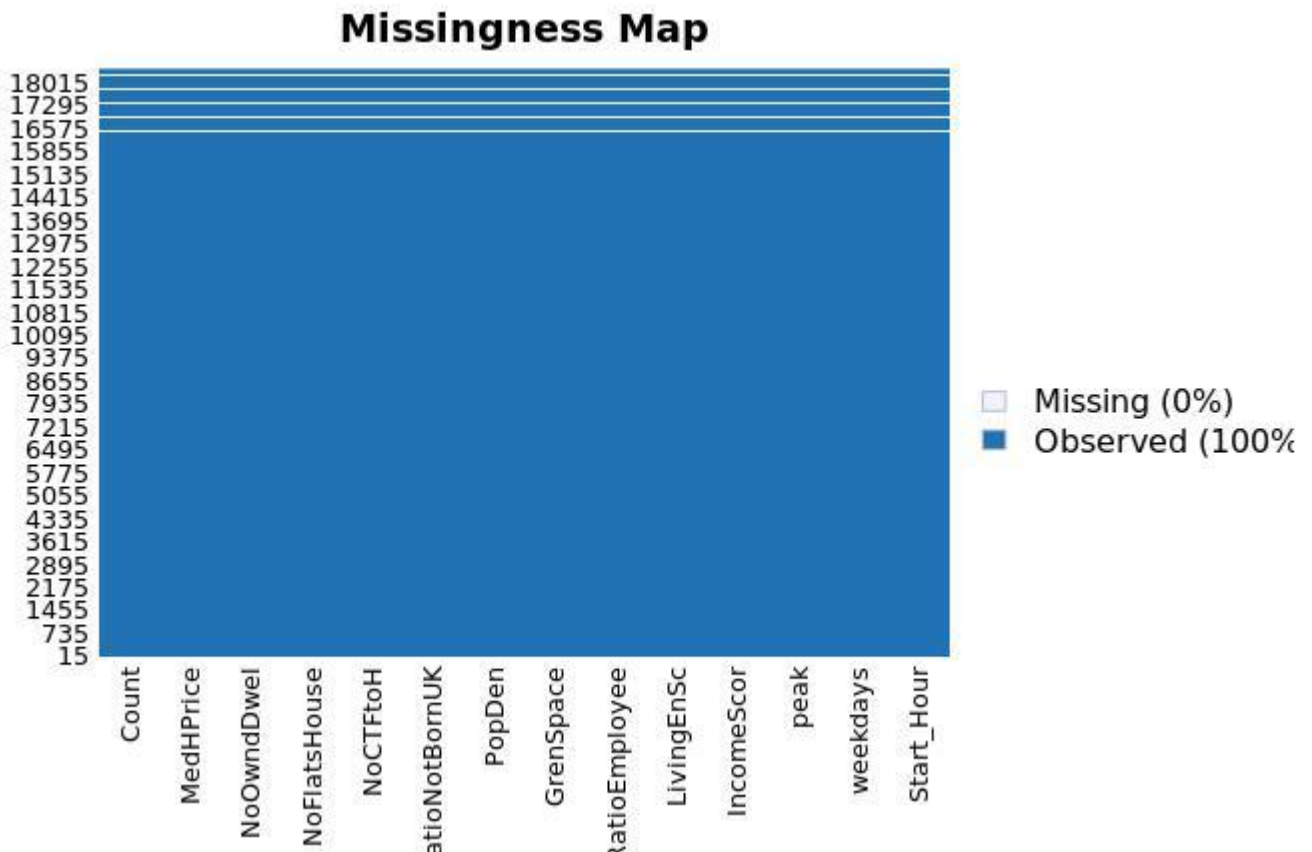 Missingness Map
18015
17295
16575
15855
15135
14415
13695
12975
12255
11535
10815
10095
9375
8655
7935
7215
6495
5775
5055
4335
3615
2895
2175
1455
735
15
Missing (0%)
Observed (100%
Count
MedHPrice
NoOwndDwel
NoFlatsHouse
NoCTFtoH
atioNotBornUK
PopDen
GrenSpace
RatioEmployee
LivingEnSc
IncomeScor
peak
weekdays
Start_Hour